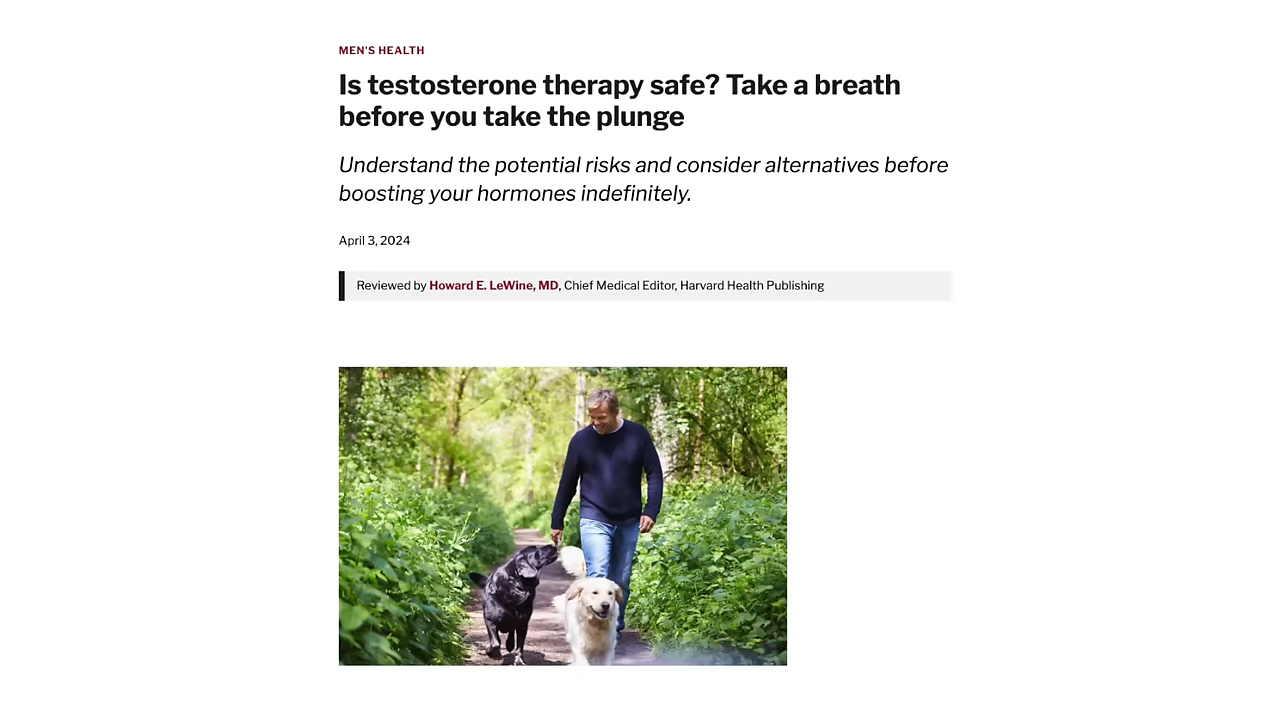 MEN'S HEALTH
Is testosterone therapy safe? Take a breath
before you take the plunge
Understand the potential risks and consider alternatives before
boosting your hormones indefinitely.
April 3, 2024
Reviewed by Howard E. LeWine, MD, Chief Medical Editor, Harvard Health Publishing